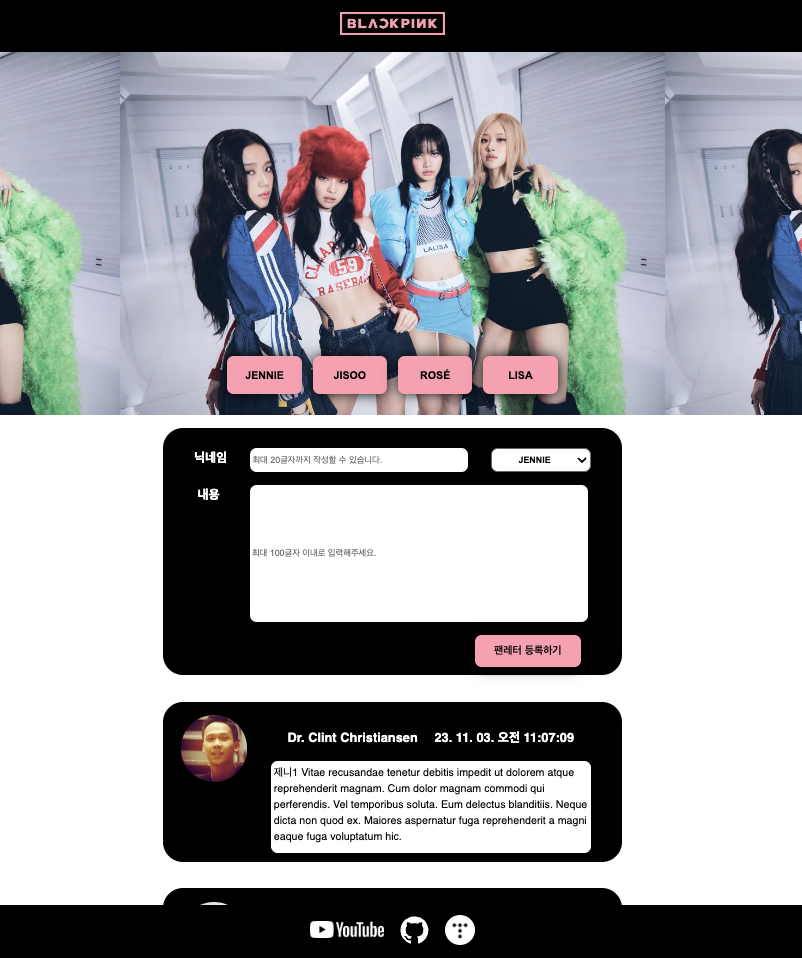 BLACKPINK
LALISA
59
BASEBALL
JENNIE
JISOO
ROSÉ
LISA
닉네임
최대 20글자까지 작성할 수 있습니다.
JENNIE
내용
최대 100글자 이내로 입력해주세요.
팬레터 등록하기
Dr. Clint Christiansen
23. 11. 03. 오전 11:07:09
제니1 Vitae recusandae tenetur debitis impedit ut dolorem atque
reprehenderit magnam. Cum dolor magnam commodi qui
perferendis. Vel temporibus soluta. Eum delectus blanditiis. Neque
dicta non quod ex. Maiores aspernatur fuga reprehenderit a magni
eaque fuga voluptatum hic.
YouTube